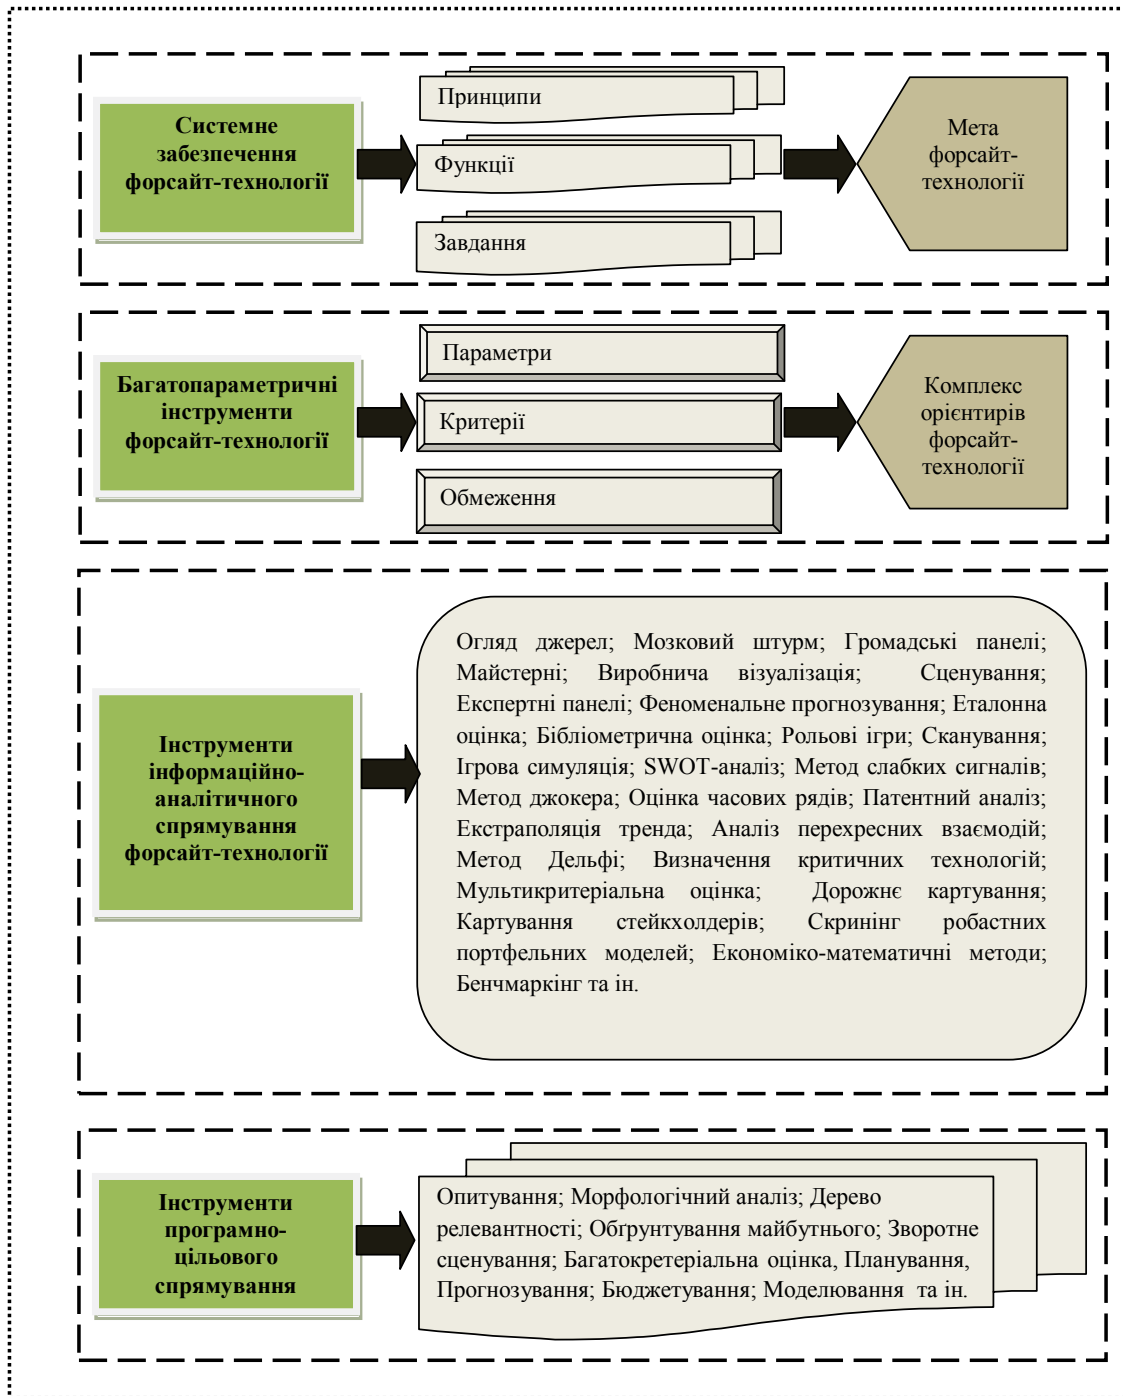 Системне
забезпечення
форсайт-технології
Принципи
Функції
Завдання
Мета
форсайт-
технології
Багатопараметричні
інструменти
форсайт-технології
Параметри
Критерії
Обмеження
Комплекс
орієнтирів
форсайт-
технології
Інструменти
інформаційно-
аналітичного
спрямування
форсайт-технології
Огляд джерел; Мозковий штурм; Громадські панелі;
Майстерні; Виробнича візуалізація; Сценування;
Експертні панелі; Феноменальне прогнозування; Еталонна
оцінка; Бібліометрична оцінка; Рольові ігри; Сканування;
Ігрова симуляція; SWOT-аналіз; Метод слабких сигналів;
Метод джокера; Оцінка часових рядів; Патентний аналіз;
Екстраполяція тренда; Аналіз перехресних взаємодій;
Метод Дельфі; Визначення критичних технологій;
Мультикритеріальна оцінка; Дорожнє картування;
Картування стейкхолдерів; Скринінг робастних
портфельних моделей; Економіко-математичні методи;
Бенчмаркінг та ін.
Інструменти
програмно-
цільового
спрямування
Опитування; Морфологічний аналіз; Дерево
релевантності; Обґрунтування майбутнього; Зворотне
сценування; Багатокретеріальна оцінка, Планування,
Прогнозування; Бюджетування; Моделювання та ін.